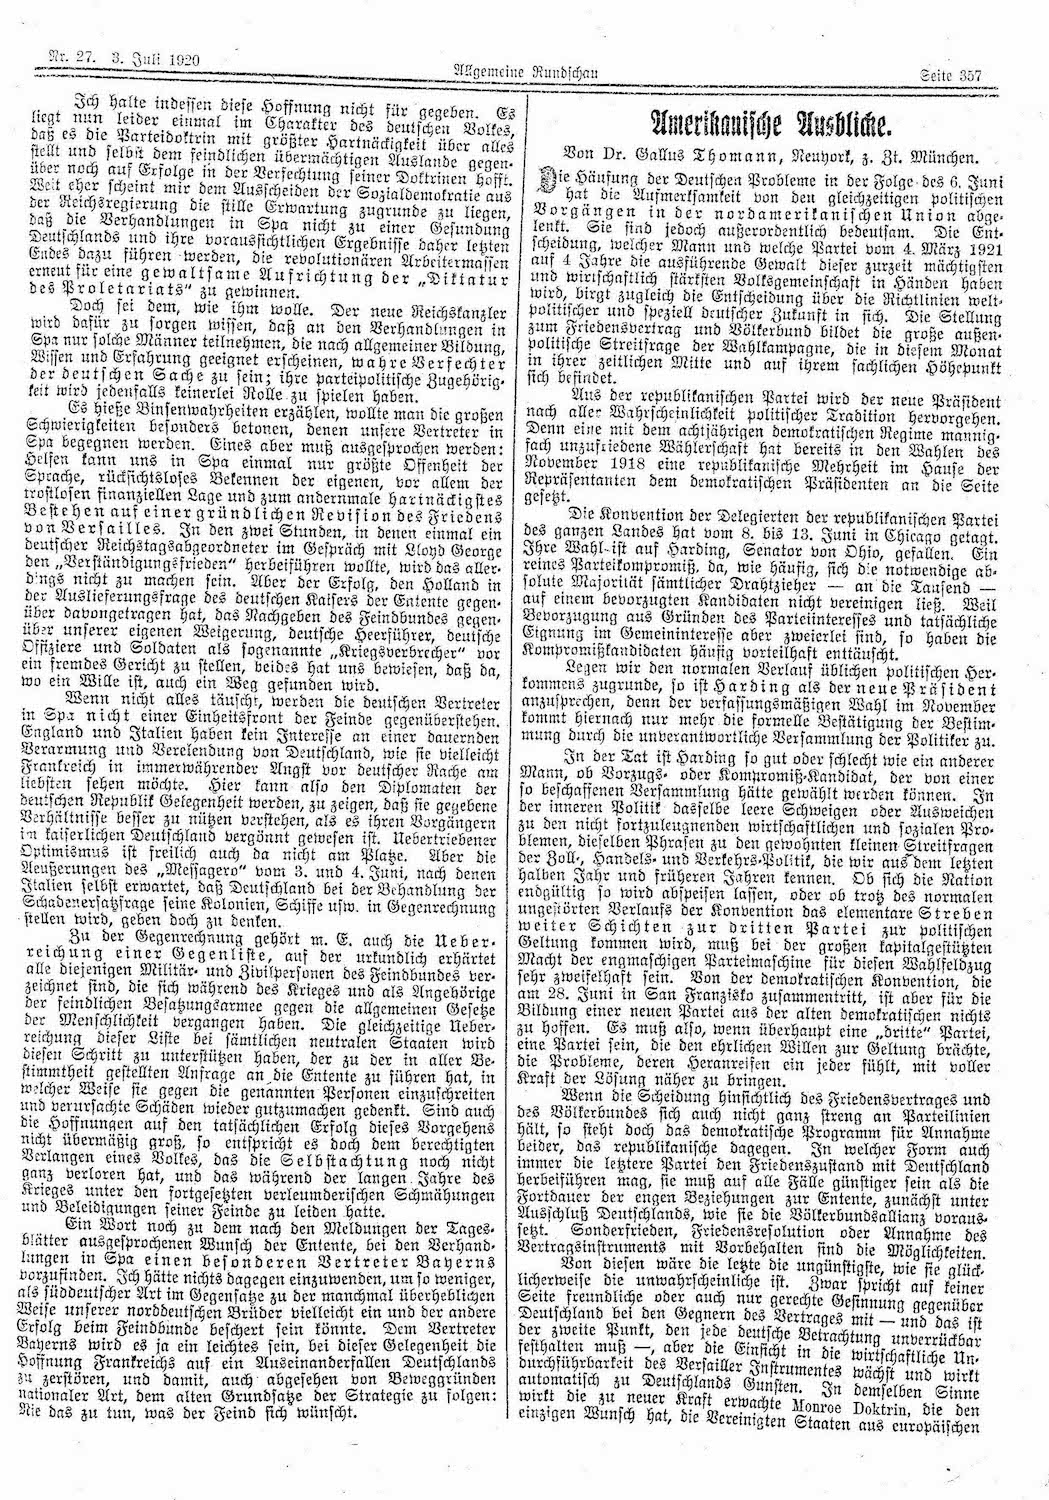 Nr. 27. 3. Juli 1920
Allgemeine Rundschau
Seite 357
Ich halte indessen diese Hoffnung nicht für gegeben. Es
liegt nun leider einmal im Charakter des deutschen Volkes,
daß es die Parteidoktrin mit größter Hartnäckigkeit über alles
stellt und selbst dem feindlichen übermächtigen Auslande gegen-
über noch auf Erfolge in der Verfechtung seiner Doktrinen hofft.
Weit eher scheint mir dem Ausscheiden der Sozialdemokratie aus
der Reichsregierung die stille Erwartung zugrunde zu liegen,
daß die Verhandlungen in Spa nicht zu einer Gesundung
Deutschlands und ihre voraussichtlichen Ergebnisse daher letzten
Endes dazu führen werden, die revolutionären Arbeitermassen
erneut für eine gewaltsame Aufrichtung der „Diktatur
des Proletariats“ zu gewinnen.
Doch sei dem, wie ihm wolle. Der neue Reichskanzler
wird dafür zu sorgen wissen, daß an den Verhandlungen in
Spa nur solche Männer teilnehmen, die nach allgemeiner Bildung,
Wissen und Erfahrung geeignet erscheinen, wahre Verfechter
der deutschen Sache zu sein; ihre parteipolitische Zugehörig-
keit wird jedenfalls keinerlei Rolle zu spielen haben.
Es hieße Binsenwahrheiten erzählen, wollte man die großen
Schwierigkeiten besonders betonen, denen unsere Vertreter in
Spa begegnen werden. Eines aber muß ausgesprochen werden:
Helfen kann uns in Spa einmal nur größte Offenheit der
Sprache, rücksichtsloses Bekennen der eigenen, vor allem der
trostlosen finanziellen Lage und zum andernmale hartnäckigstes
Bestehen auf einer gründlichen Revision des Friedens
von Versailles. In den zwei Stunden, in denen einmal ein
deutscher Reichstagsabgeordneter im Gespräch mit Lloyd George
den „Verständigungsfrieden“ herbeiführen wollte, wird das aller-
dings nicht zu machen sein. Aber der Erfolg, den Holland in
der Auslieferungsfrage des deutschen Kaisers der Entente gegen-
über davongetragen hat, das Nachgeben des Feindbundes gegen-
über unserer eigenen Weigerung, deutsche Heerführer, deutsche
Offiziere und Soldaten als sogenannte „Kriegsverbrecher“ vor
ein fremdes Gericht zu stellen, beides hat uns bewiesen, daß da,
wo ein Wille ist, auch ein Weg gefunden wird.
Wenn nicht alles täuscht, werden die deutschen Vertreter
in Spa nicht einer Einheitsfront der Feinde gegenüberstehen.
England und Italien haben kein Interesse an einer dauernden
Verarmung und Verelendung von Deutschland, wie sie vielleicht
Frankreich in immerwährender Angst vor deutscher Rache am
liebsten sehen möchte. Hier kann also den Diplomaten der
deutschen Republik Gelegenheit werden, zu zeigen, daß sie gegebene
Verhältnisse besser zu nützen verstehen, als es ihren Vorgängern
im kaiserlichen Deutschland vergönnt gewesen ist. Uebertriebener
Optimismus ist freilich auch da nicht am Platze. Aber die
Aeußerungen des „Messagero“ vom 3. und 4. Juni, nach denen
Italien selbst erwartet, daß Deutschland bei der Behandlung der
Schadenersatzfrage seine Kolonien, Schiffe usw. in Gegenrechnung
stellen wird, geben doch zu denken.
Zu der Gegenrechnung gehört m. E. auch die Ueber-
reichung einer Gegenliste, auf der urkundlich erhärtet
alle diejenigen Militär- und Zivilpersonen des Feindbundes ver-
zeichnet sind, die sich während des Krieges und als Angehörige
der feindlichen Besatzungsarmee gegen die allgemeinen Gesetze
der Menschlichkeit vergangen haben. Die gleichzeitige Ueber-
reichung dieser Liste bei sämtlichen neutralen Staaten wird
diesen Schritt zu unterstützen haben, der zu der in aller Be-
stimmtheit gestellten Anfrage an die Entente zu führen hat, in
welcher Weise sie gegen die genannten Personen einzuschreiten
und verursachte Schäden wieder gutzumachen gedenkt. Sind auch
die Hoffnungen auf den tatsächlichen Erfolg dieses Vorgehens
nicht übermäßig groß, so entspricht es doch dem berechtigten
Verlangen eines Volkes, das die Selbstachtung noch nicht
ganz verloren hat, und das während der langen Jahre des
Krieges unter den fortgesetzten verleumderischen Schmähungen
und Beleidigungen seiner Feinde zu leiden hatte.
Ein Wort noch zu dem nach den Meldungen der Tages-
blätter ausgesprochenen Wunsch der Entente, bei den Verhand-
lungen in Spa einen besonderen Vertreter Bayerns
vorzufinden. Ich hätte nichts dagegen einzuwenden, um so weniger,
als süddeutscher Art im Gegensatze zu der manchmal überheblichen
Weise unserer norddeutschen Brüder vielleicht ein und der andere
Erfolg beim Feindbunde beschert sein könnte. Dem Vertreter
Bayerns wird es ja ein leichtes sein, bei dieser Gelegenheit die
Hoffnung Frankreichs auf ein Auseinanderfallen Deutschlands
zu zerstören, und damit, auch abgesehen von Beweggründen
nationaler Art, dem alten Grundsatze der Strategie zu folgen:
Nie das zu tun, was der Feind sich wünscht.
Amerikanische Ausblicke.
Von Dr. Gallus Thomann, Neuyork, z. Zt. München.
Die Häufung der Deutschen Probleme in der Folge des 6. Juni
hat die Aufmerksamkeit von den gleichzeitigen politischen
Vorgängen in der nordamerikanischen Union abge-
lenkt. Sie sind jedoch außerordentlich bedeutsam. Die Ent-
scheidung, welcher Mann und welche Partei vom 4. März 1921
auf 4 Jahre die ausführende Gewalt dieser zurzeit mächtigsten
und wirtschaftlich stärksten Volksgemeinschaft in Händen haben
wird, birgt zugleich die Entscheidung über die Richtlinien welt-
politischer und speziell deutscher Zukunft in sich. Die Stellung
zum Friedensvertrag und Völkerbund bildet die große außen-
politische Streitfrage der Wahlkampagne, die in diesem Monat
in ihrer zeitlichen Mitte und auf ihrem sachlichen Höhepunkt
sich befindet.
Aus der republikanischen Partei wird der neue Präsident
nach aller Wahrscheinlichkeit politischer Tradition hervorgehen.
Denn eine mit dem achtjährigen demokratischen Regime mannig-
fach unzufriedene Wählerschaft hat bereits in den Wahlen des
November 1918 eine republikanische Mehrheit im Hause der
Repräsentanten dem demokratischen Präsidenten an die Seite
gesetzt.
Die Konvention der Delegierten der republikanischen Partei
des ganzen Landes hat vom 8. bis 13. Juni in Chicago getagt.
Ihre Wahl ist auf Harding, Senator von Ohio, gefallen. Ein
reines Parteikompromiß, da, wie häufig, sich die notwendige ab-
solute Majorität sämtlicher Drahtzieher — an die Tausend —
auf einem bevorzugten Kandidaten nicht vereinigen ließ. Weil
Bevorzugung aus Gründen des Parteiinteresses und tatsächliche
Eignung im Gemeininteresse aber zweierlei sind, so haben die
Kompromißkandidaten häufig vorteilhaft enttäuscht.
Legen wir den normalen Verlauf üblichen politischen Her-
kommens zugrunde, so ist Harding als der neue Präsident
anzusprechen, denn der verfassungsmäßigen Wahl im November
kommt hiernach nur mehr die formelle Bestätigung der Bestim-
mung durch die unverantwortliche Versammlung der Politiker zu.
In der Tat ist Harding so gut oder schlecht wie ein anderer
Mann, ob Vorzugs- oder Kompromiß-Kandidat, der von einer
so beschaffenen Versammlung hätte gewählt werden können. In
der inneren Politik dasselbe leere Schweigen oder Ausweichen
zu den nicht fortzuleugnenden wirtschaftlichen und sozialen Pro-
blemen, dieselben Phrasen zu den gewohnten kleinen Streitfragen
der Zoll-, Handels- und Verkehrs-Politik, die wir aus dem letzten
halben Jahr und früheren Jahren kennen. Ob sich die Nation
endgültig so wird abspeisen lassen, oder ob trotz des normalen
ungestörten Verlaufs der Konvention das elementare Streben
weiter Schichten zur dritten Partei zur politischen
Geltung kommen wird, muß bei der großen kapitalgestützten
Macht der engmaschigen Parteimaschine für diesen Wahlfeldzug
sehr zweifelhaft sein. Von der demokratischen Konvention, die
am 28. Juni in San Franzisko zusammentritt, ist aber für die
Bildung einer neuen Partei aus der alten demokratischen nichts
zu hoffen. Es muß also, wenn überhaupt eine „dritte“ Partei,
eine Partei sein, die den ehrlichen Willen zur Geltung brächte,
die Probleme, deren Heranreifen ein jeder fühlt, mit voller
Kraft der Lösung näher zu bringen.
Wenn die Scheidung hinsichtlich des Friedensvertrages und
des Völkerbundes sich auch nicht ganz streng an Parteilinien
hält, so steht doch das demokratische Programm für Annahme
beider, das republikanische dagegen. In welcher Form auch
immer die letztere Partei den Friedenszustand mit Deutschland
herbeiführen mag, sie muß auf alle Fälle günstiger sein als die
Fortdauer der engen Beziehungen zur Entente, zunächst unter
Ausschluß Deutschlands, wie sie die Völkerbundsallianz voraus-
setzt. Sonderfrieden, Friedensresolution oder Annahme des
Vertragsinstruments mit Vorbehalten sind die Möglichkeiten.
Von diesen wäre die letzte die ungünstigste, wie sie glück-
licherweise die unwahrscheinliche ist. Zwar spricht auf keiner
Seite freundliche oder auch nur gerechte Gesinnung gegenüber
Deutschland bei den Gegnern des Vertrages mit — und das ist
der zweite Punkt, den jede deutsche Betrachtung unverrückbar
festhalten muß —, aber die Einsicht in die wirtschaftliche Un-
durchführbarkeit des Versailler Instrumentes wächst und wirkt
automatisch zu Deutschlands Gunsten. In demselben Sinne
wirkt die zu neuer Kraft erwachte Monroe Doktrin, die den
einzigen Wunsch hat, die Vereinigten Staaten aus europäischen